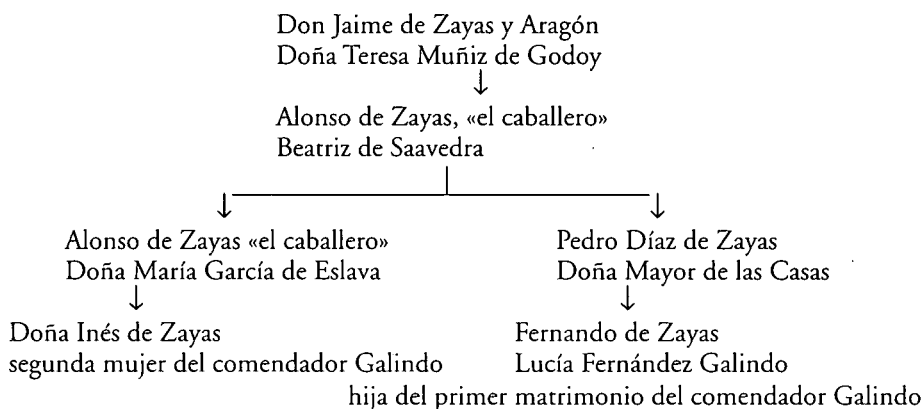 Don Jaime de Zayas y Aragón
Doña Teresa Muñiz de Godoy
Alonso de Zayas, «el caballero»
Beatriz de Saavedra
Alonso de Zayas «el caballero»
Doña María García de Eslava
Pedro Díaz de Zayas
Doña Mayor de las Casas
Doña Inés de Zayas
segunda mujer del comendador Galindo
Fernando de Zayas
Lucía Fernández Galindo
hija del primer matrimonio del comendador Galindo